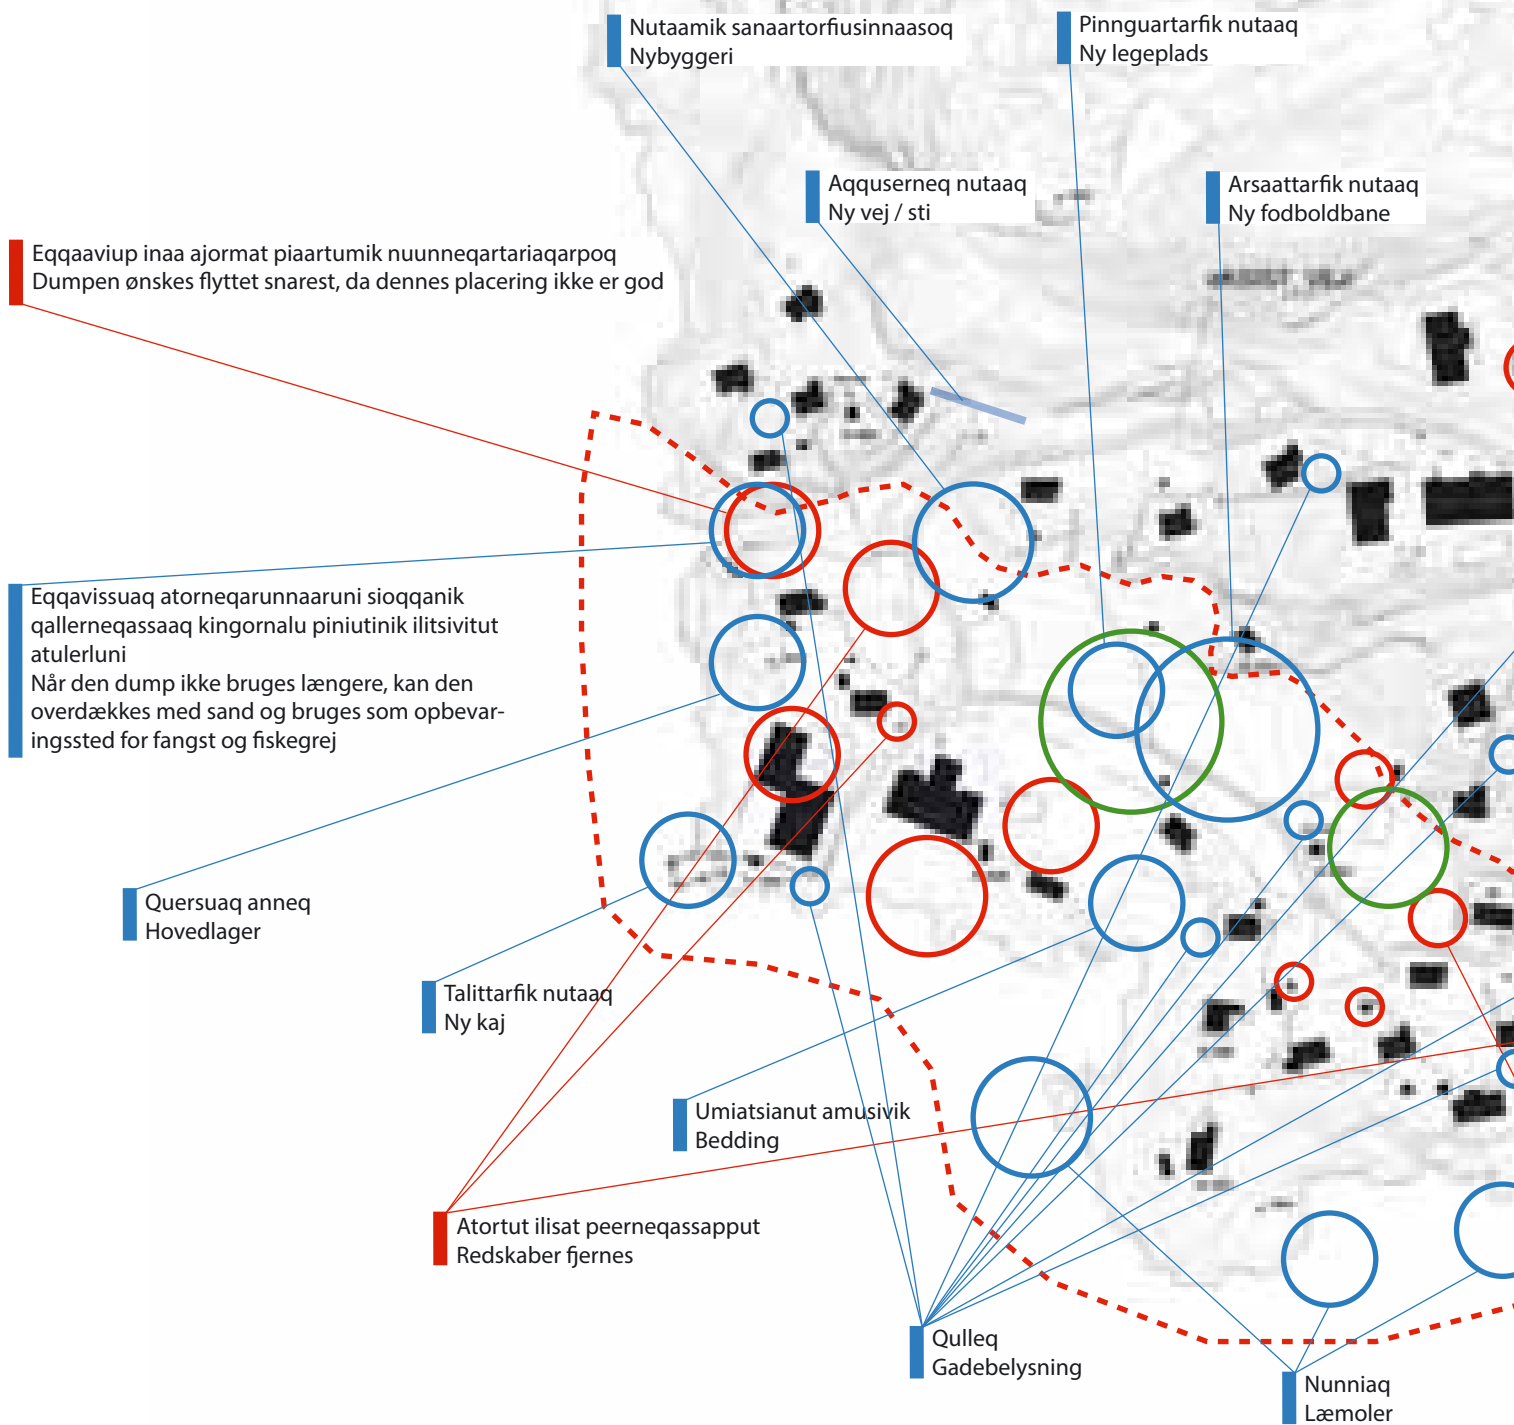 Nutaamik sanaartorfiusinnaasoq
Nybyggeri
Pinnguartarfik nutaaq
Ny legeplads
Aqquserneq nutaaq
Ny vej / sti
Arsaattarfik nutaaq
Ny fodboldbane
Eqqaaviup inaa ajormat piaartumik nuunneqartariaqarpoq
Dumpen ønskes flyttet snarest, da dennes placering ikke er god
Eqqavissuaq atorneqarunnaaruni sioqqanik
qallerneqassaaq kingornalu piniutinik ilitsivitut
atulerluni
Når den dump ikke bruges længere, kan den
overdækkes med sand og bruges som opbevar-
ingssted for fangst og fiskegrej
Quersuaq anneq
Hovedlager
Talittarfik nutaaq
Ny kaj
Umiatsianut amusivik
Bedding
Atortut ilisat peerneqassapput
Redskaber fjernes
Qulleq
Gadebelysning
Nunniaq
Læmoler